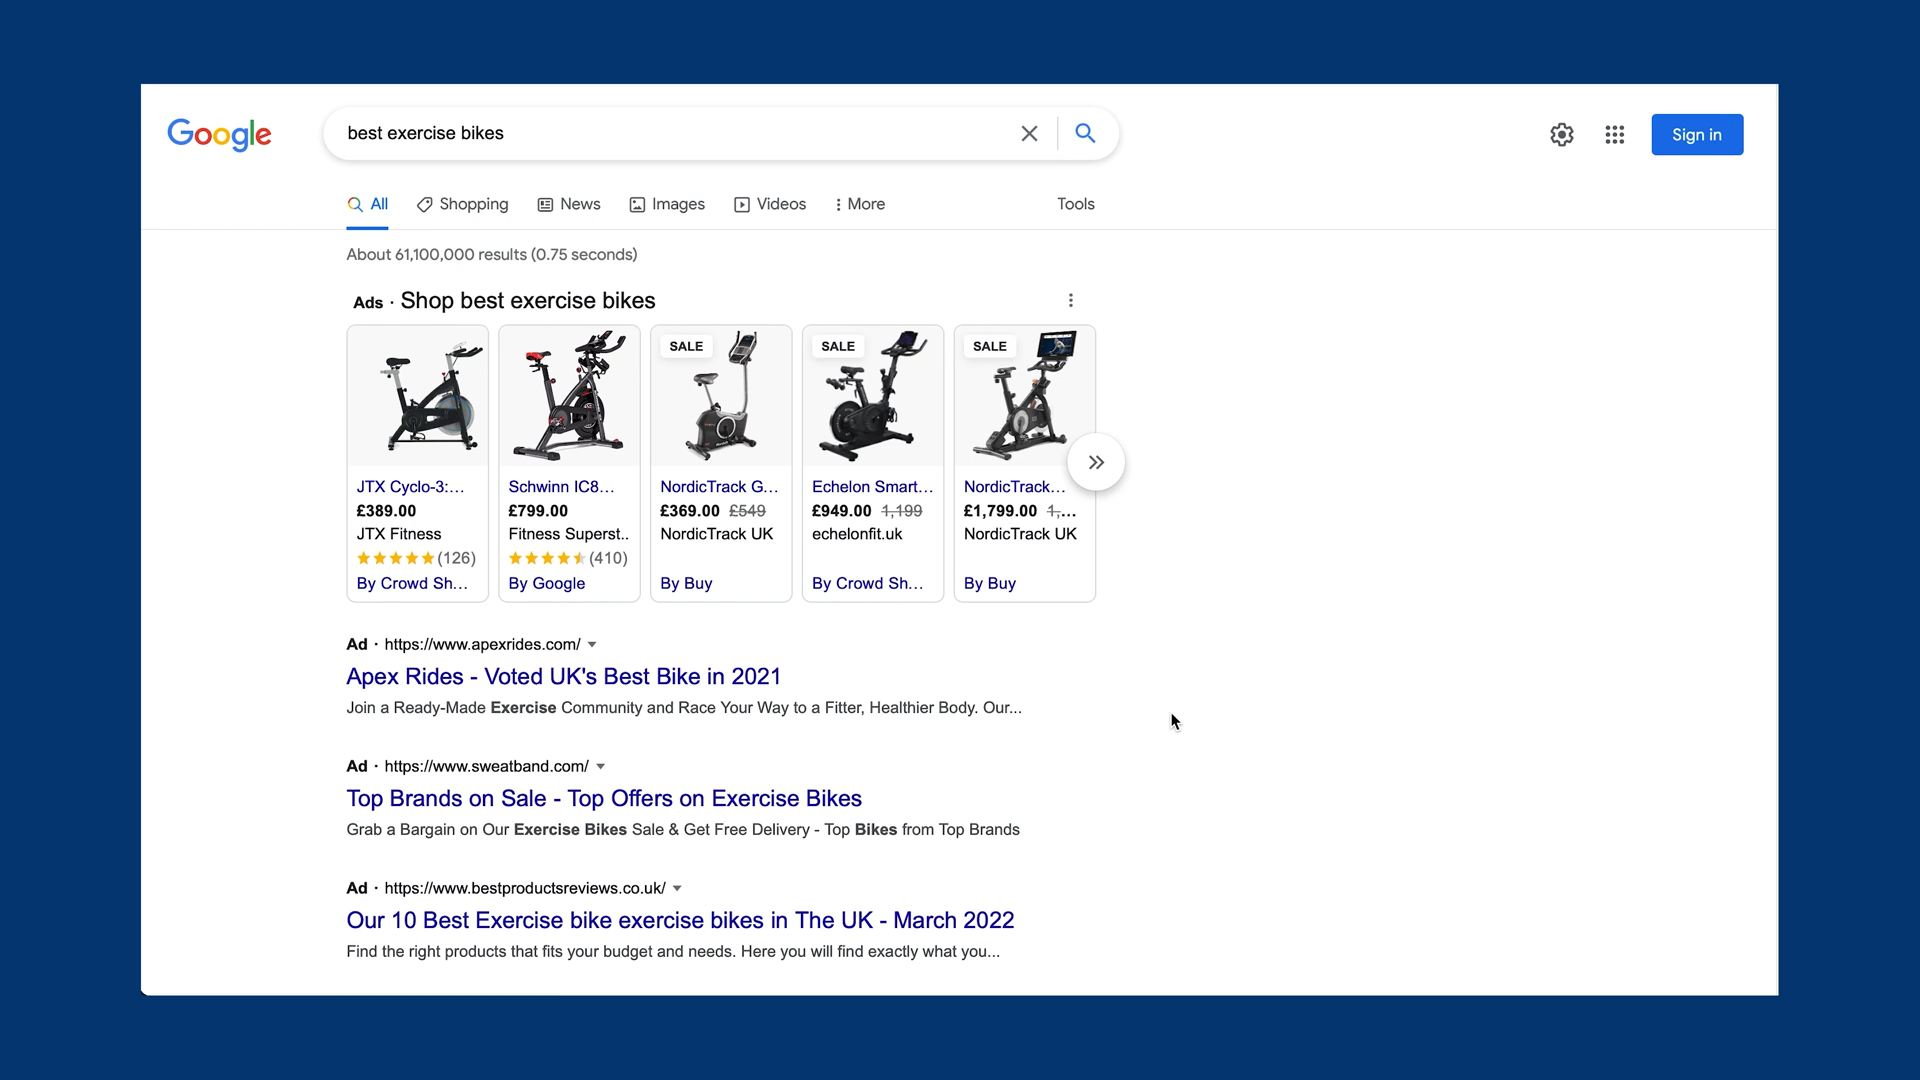 Google
best exercise bikes
Sign in
All
Shopping
News
Images
Videos
More
Tools
About 61,100,000 results (0.75 seconds)
Ads · Shop best exercise bikes
SALE
SALE
SALE
JTX Cyclo-3:...
£389.00
JTX Fitness
(126)
By Crowd Sh...
Schwinn IC8...
£799.00
Fitness Superst..
(410)
By Google
NordicTrack G...
£369.00 £549
NordicTrack UK
By Buy
Echelon Smart...
£949.00 1,199
echelonfit.uk
By Crowd Sh...
NordicTrack...
£1,799.00 1,...
NordicTrack UK
By Buy
Ad · https://www.apexrides.com/
Apex Rides - Voted UK's Best Bike in 2021
Join a Ready-Made Exercise Community and Race Your Way to a Fitter, Healthier Body. Our...
Ad · https://www.sweatband.com/
Top Brands on Sale - Top Offers on Exercise Bikes
Grab a Bargain on Our Exercise Bikes Sale & Get Free Delivery - Top Bikes from Top Brands
Ad · https://www.bestproductsreviews.co.uk/
Our 10 Best Exercise bike exercise bikes in The UK - March 2022
Find the right products that fits your budget and needs. Here you will find exactly what you...